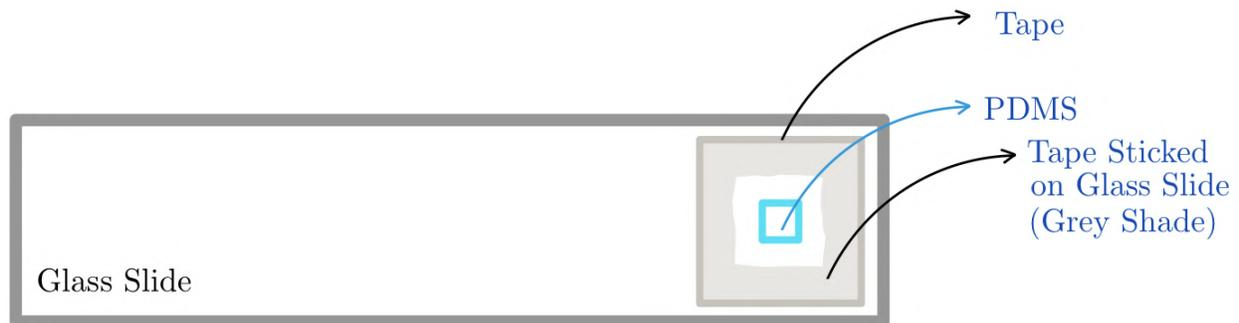 Tape
PDMS
Tape Sticked
on Glass Slide
(Grey Shade)
Glass Slide